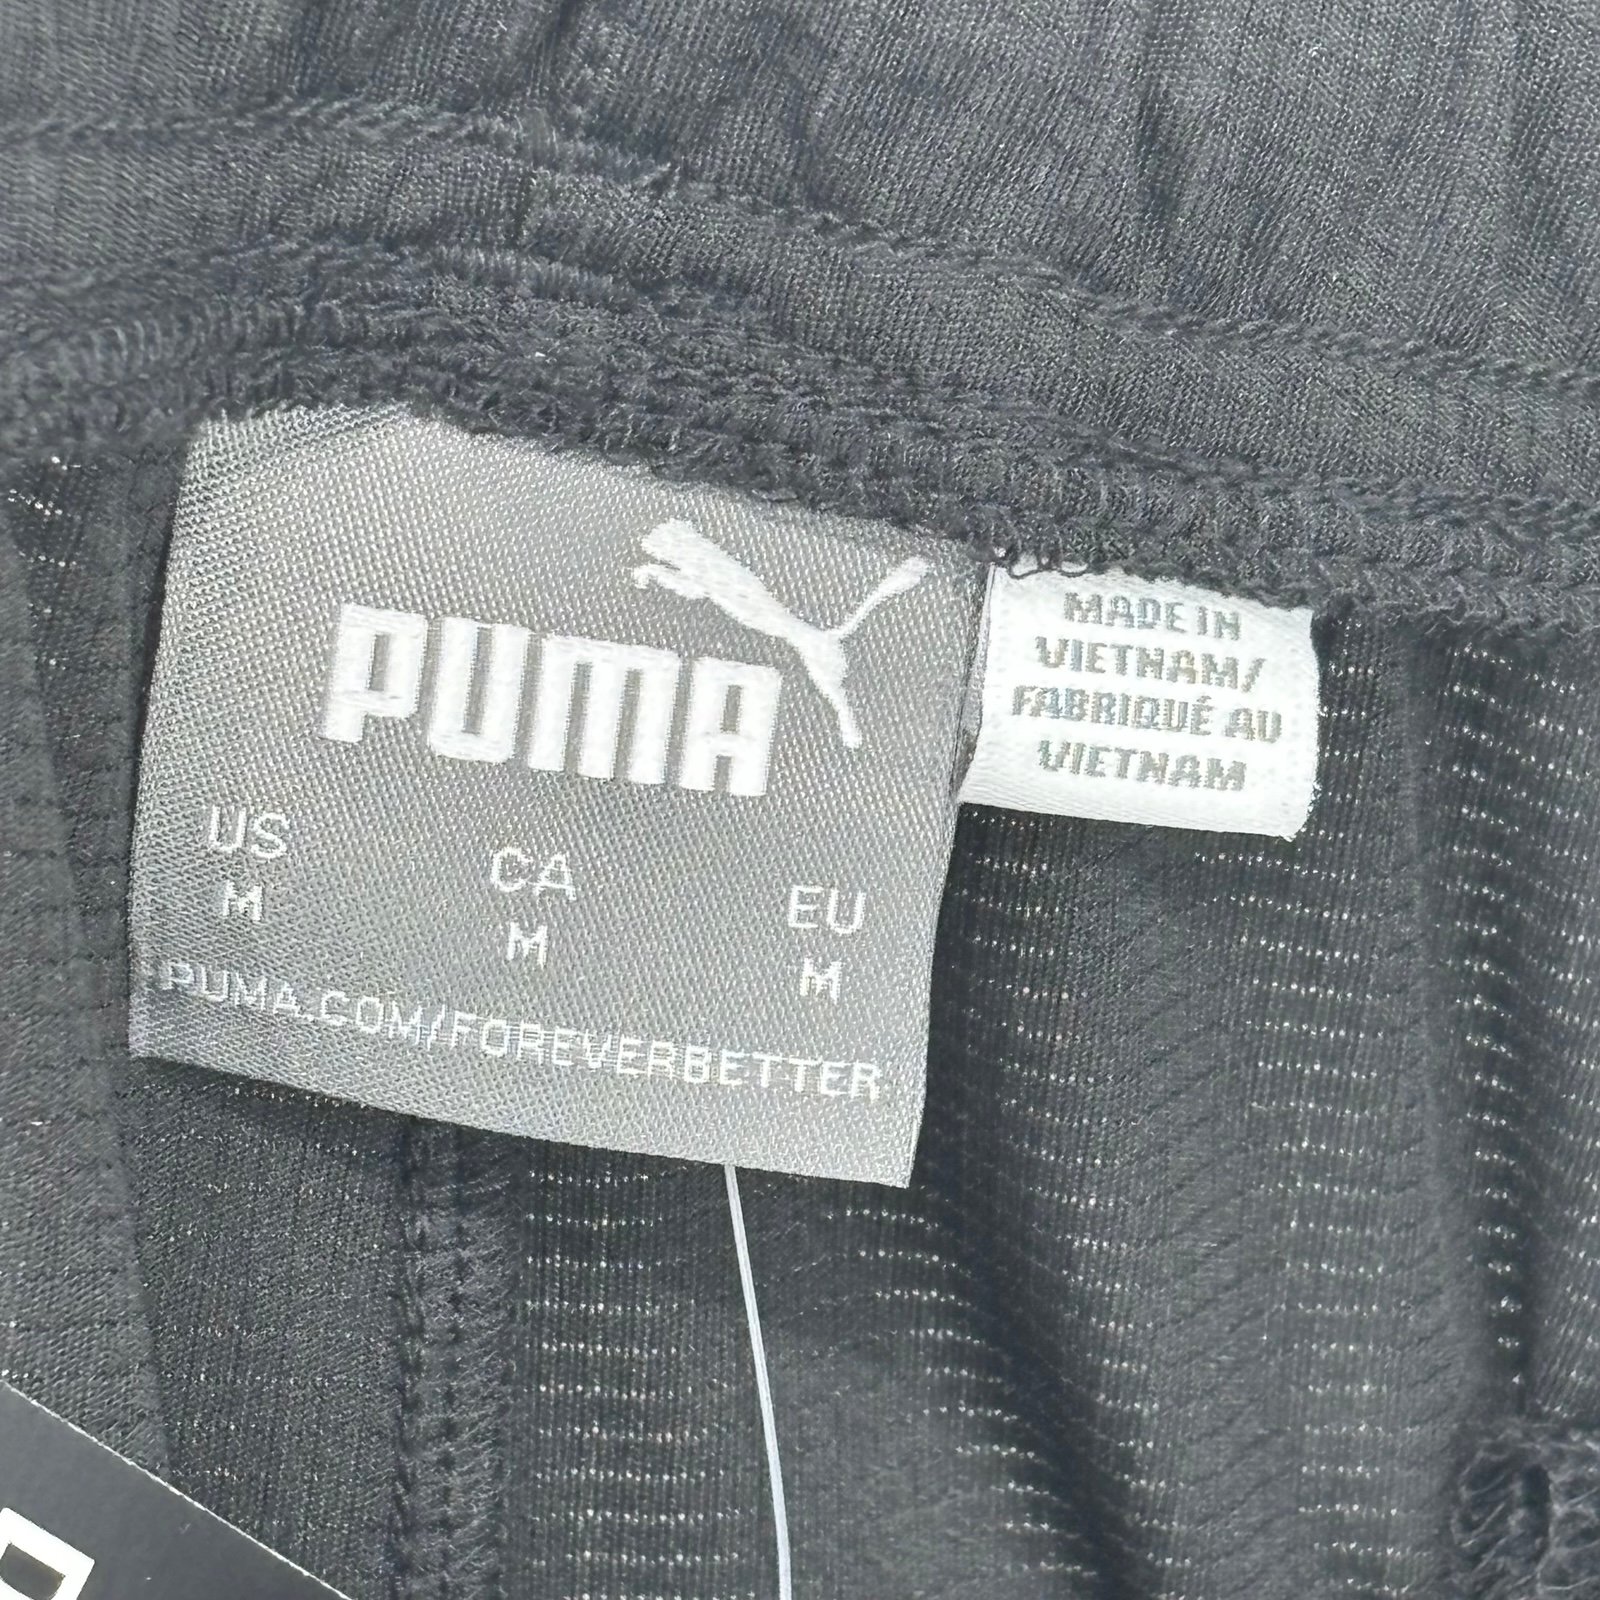 PUMA
US CA EU
M M M
PUMA.COM/FOREVERBETTER
MADE IN
VIETNAM/
FABRIQUÉ AU
VIETNAM